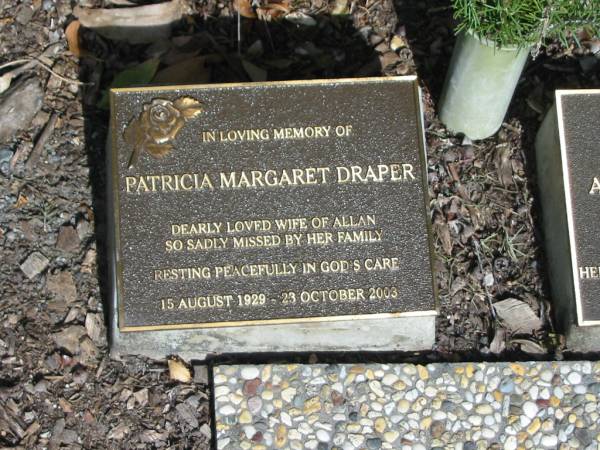 IN LOVING MEMORY OF
PATRICIA MARGARET DRAPER
DEARLY LOVED WIFE OF ALLAN
SO SADLY MISSED BY HER FAMILY
RESTING PEACEFULLY IN GOD'S CARE
15 AUGUST 1929 - 23 OCTOBER 2003
A
HER